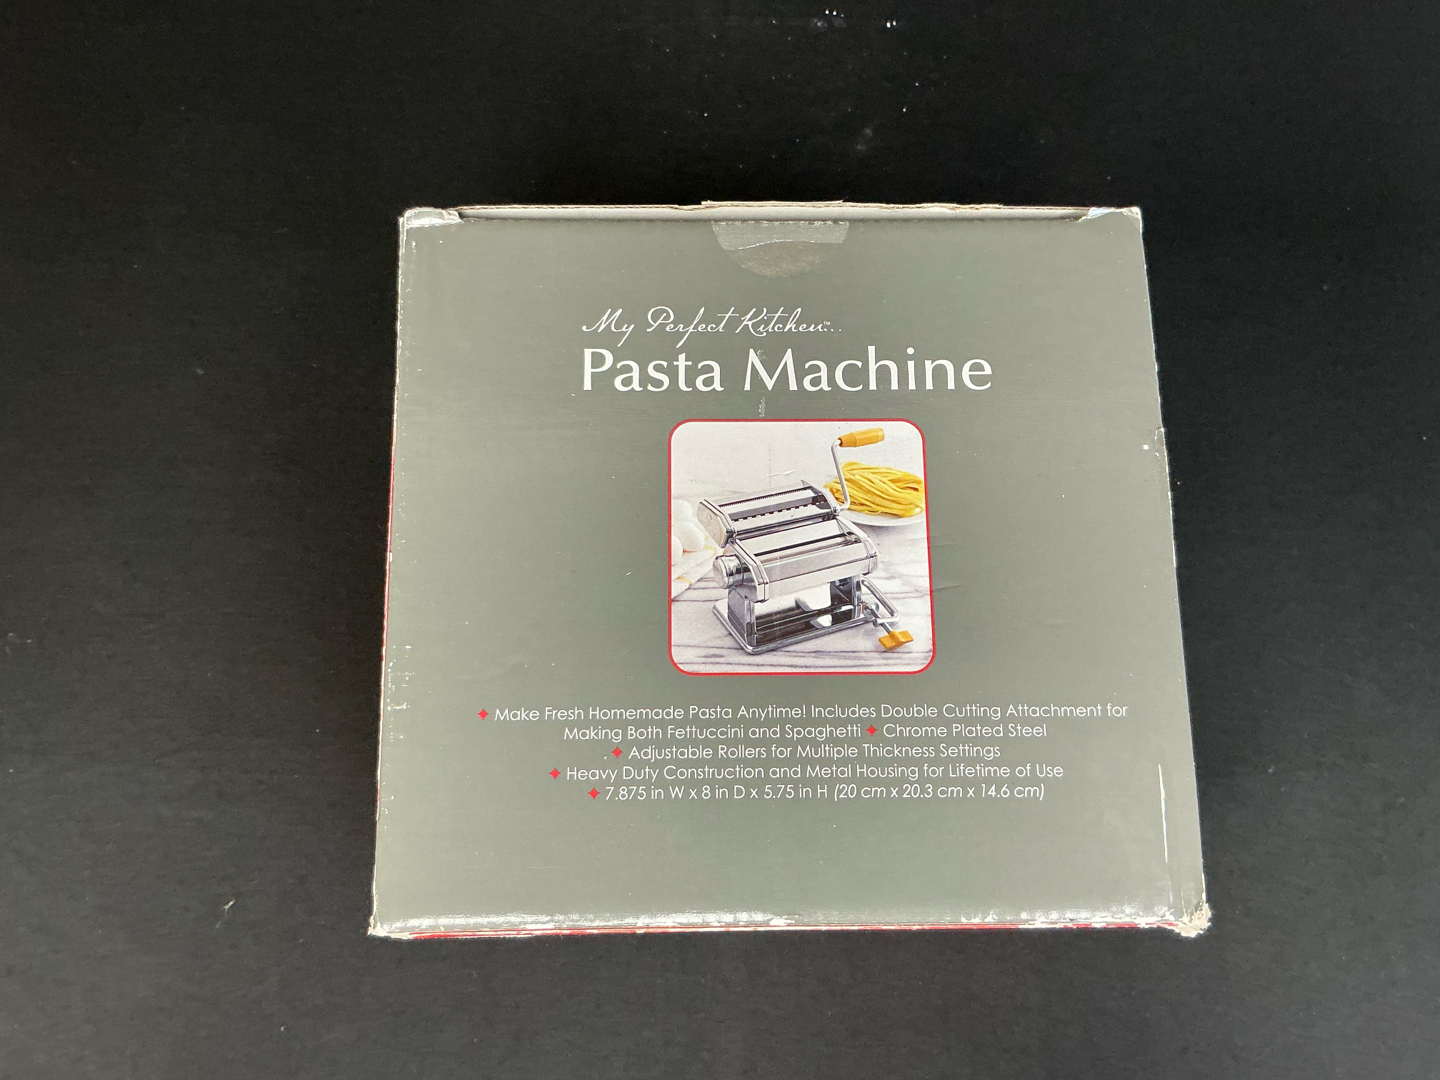 My Perfect Kitchen™...
Pasta Machine
✦ Make Fresh Homemade Pasta Anytime! Includes Double Cutting Attachment for
Making Both Fettuccini and Spaghetti ✦ Chrome Plated Steel
✦ Adjustable Rollers for Multiple Thickness Settings
✦ Heavy Duty Construction and Metal Housing for Lifetime of Use
✦ 7.875 in W x 8 in D x 5.75 in H (20 cm x 20.3 cm x 14.6 cm)